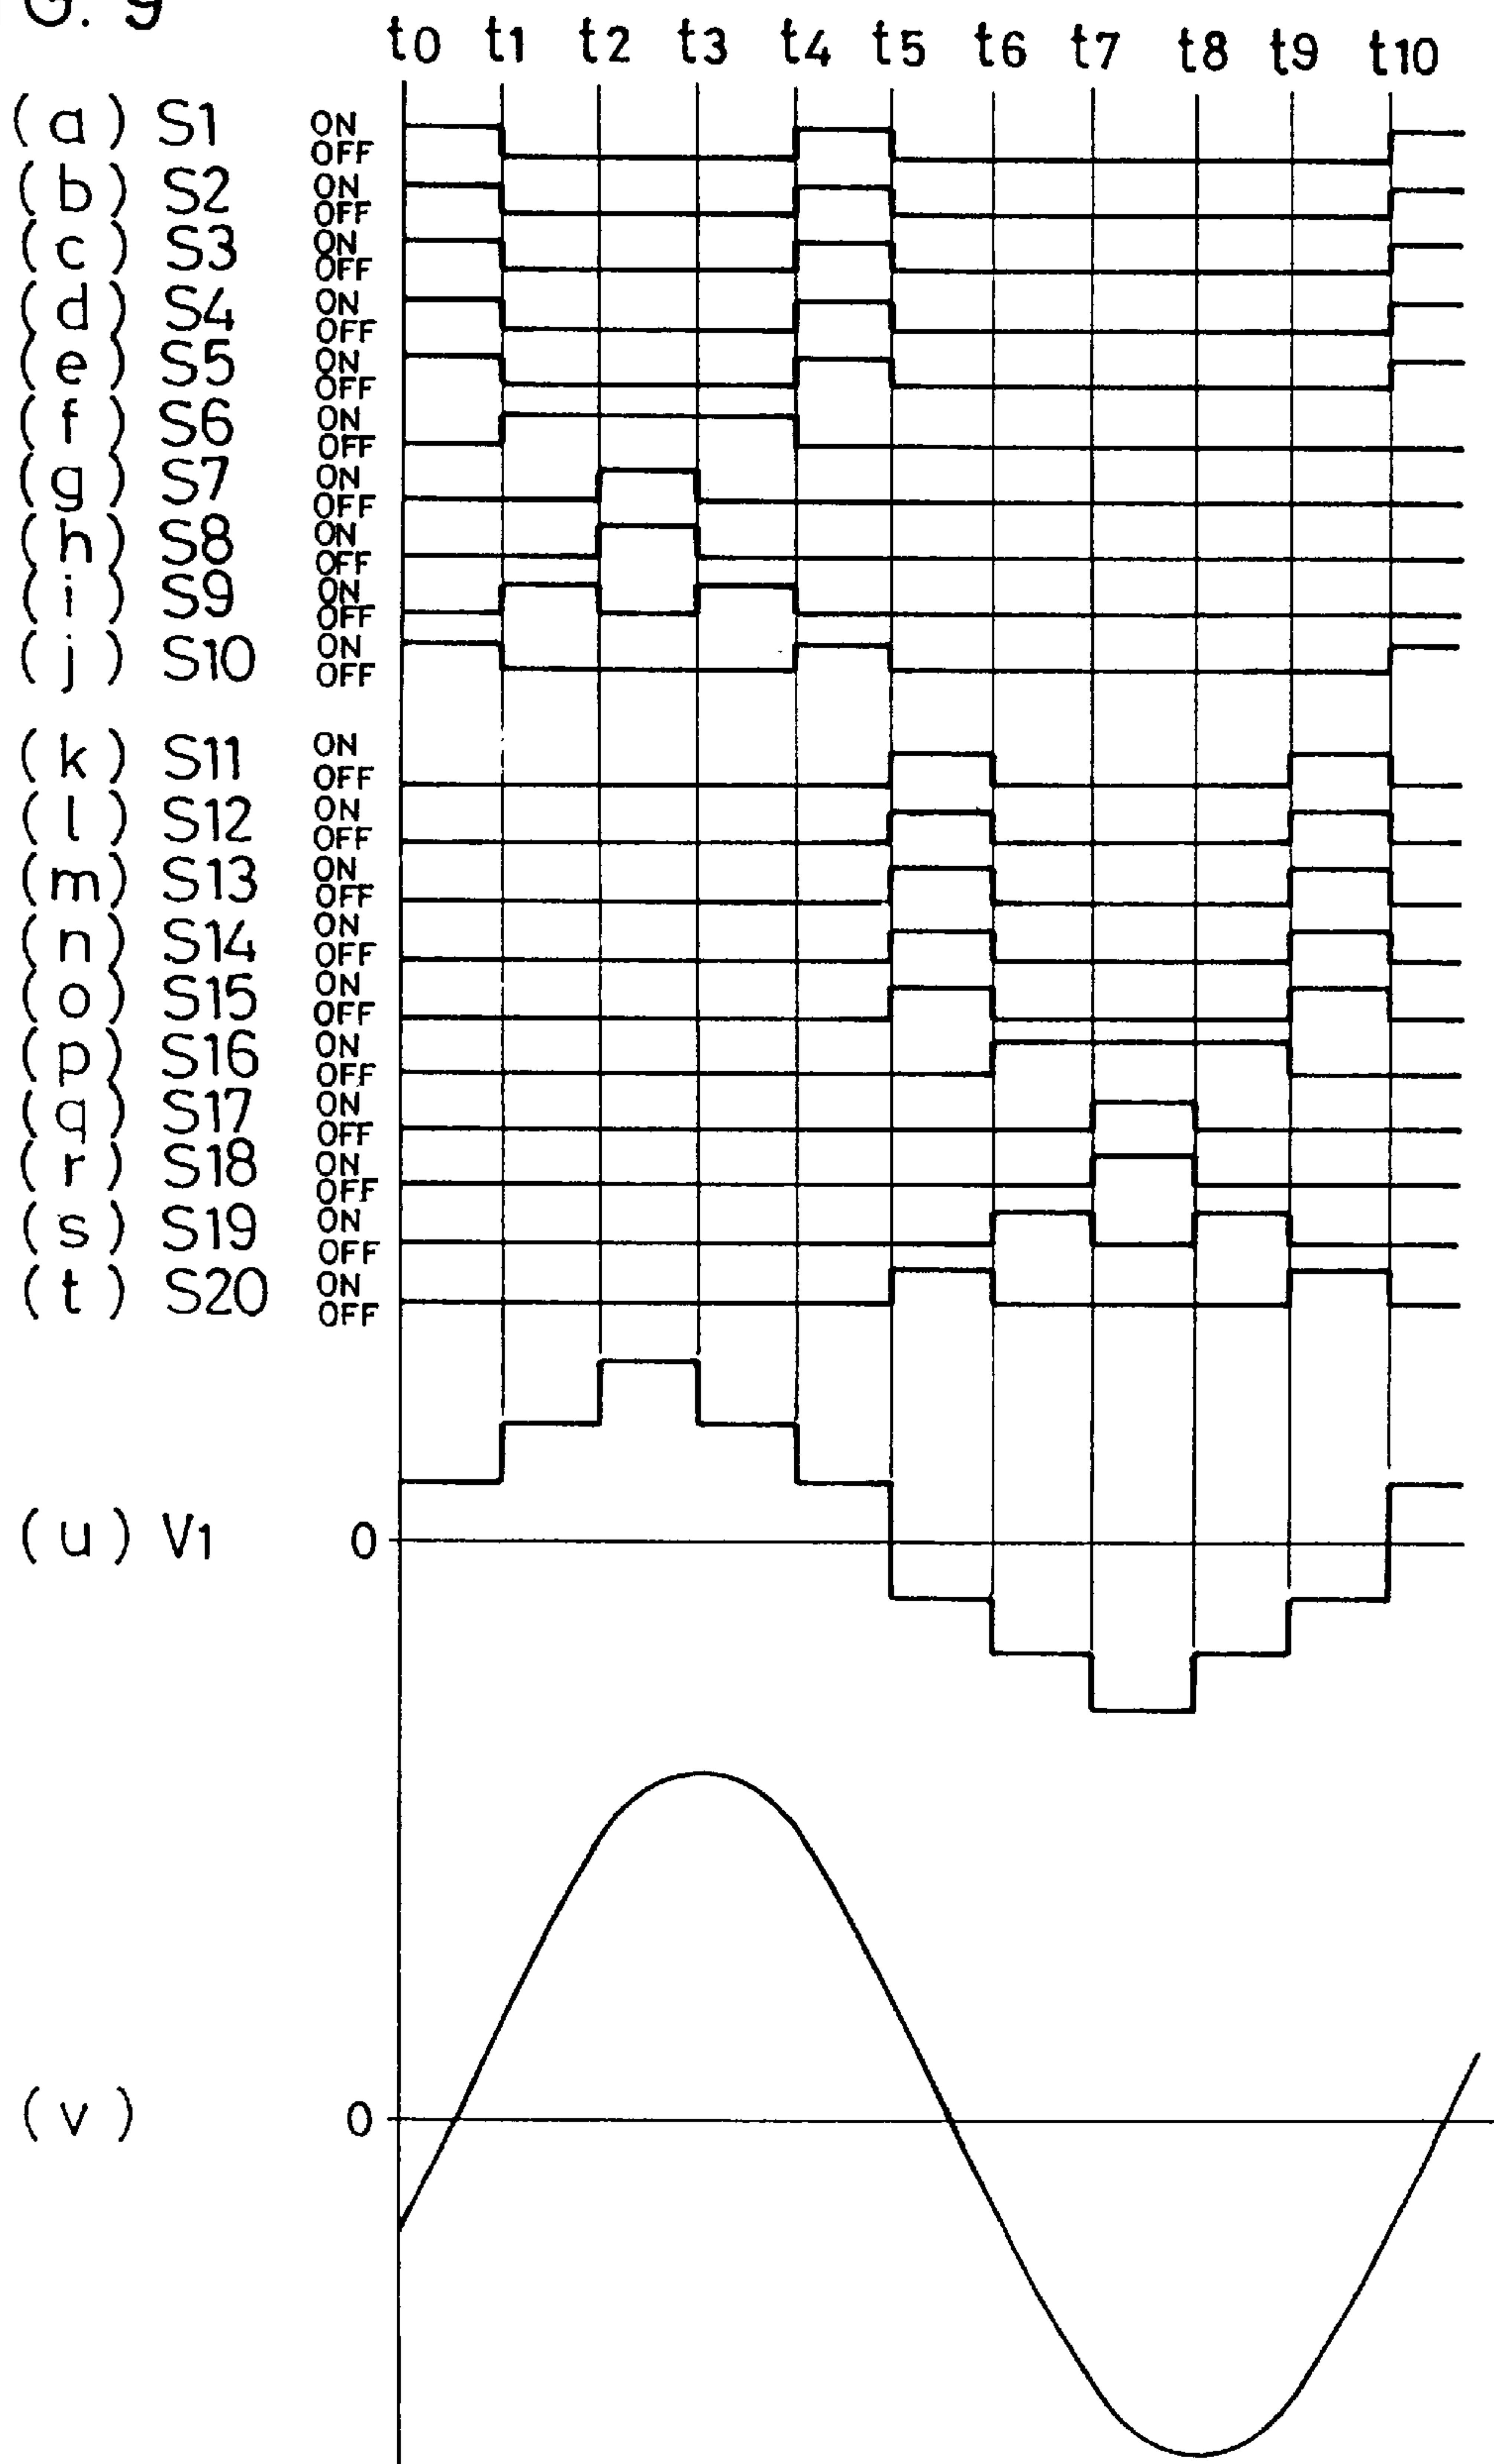 G. 9
t0 t1 t2 t3 t4 t5 t6 t7 t8 t9 t10
(a) S1 ON OFF
(b) S2 ON OFF
(c) S3 ON OFF
(d) S4 ON OFF
(e) S5 ON OFF
(f) S6 ON OFF
(g) S7 ON OFF
(h) S8 ON OFF
(i) S9 ON OFF
(j) S10 ON OFF
(k) S11 ON OFF
(l) S12 ON OFF
(m) S13 ON OFF
(n) S14 ON OFF
(o) S15 ON OFF
(p) S16 ON OFF
(q) S17 ON OFF
(r) S18 ON OFF
(s) S19 ON OFF
(t) S20 ON OFF
(u) V1 0
(v) 0